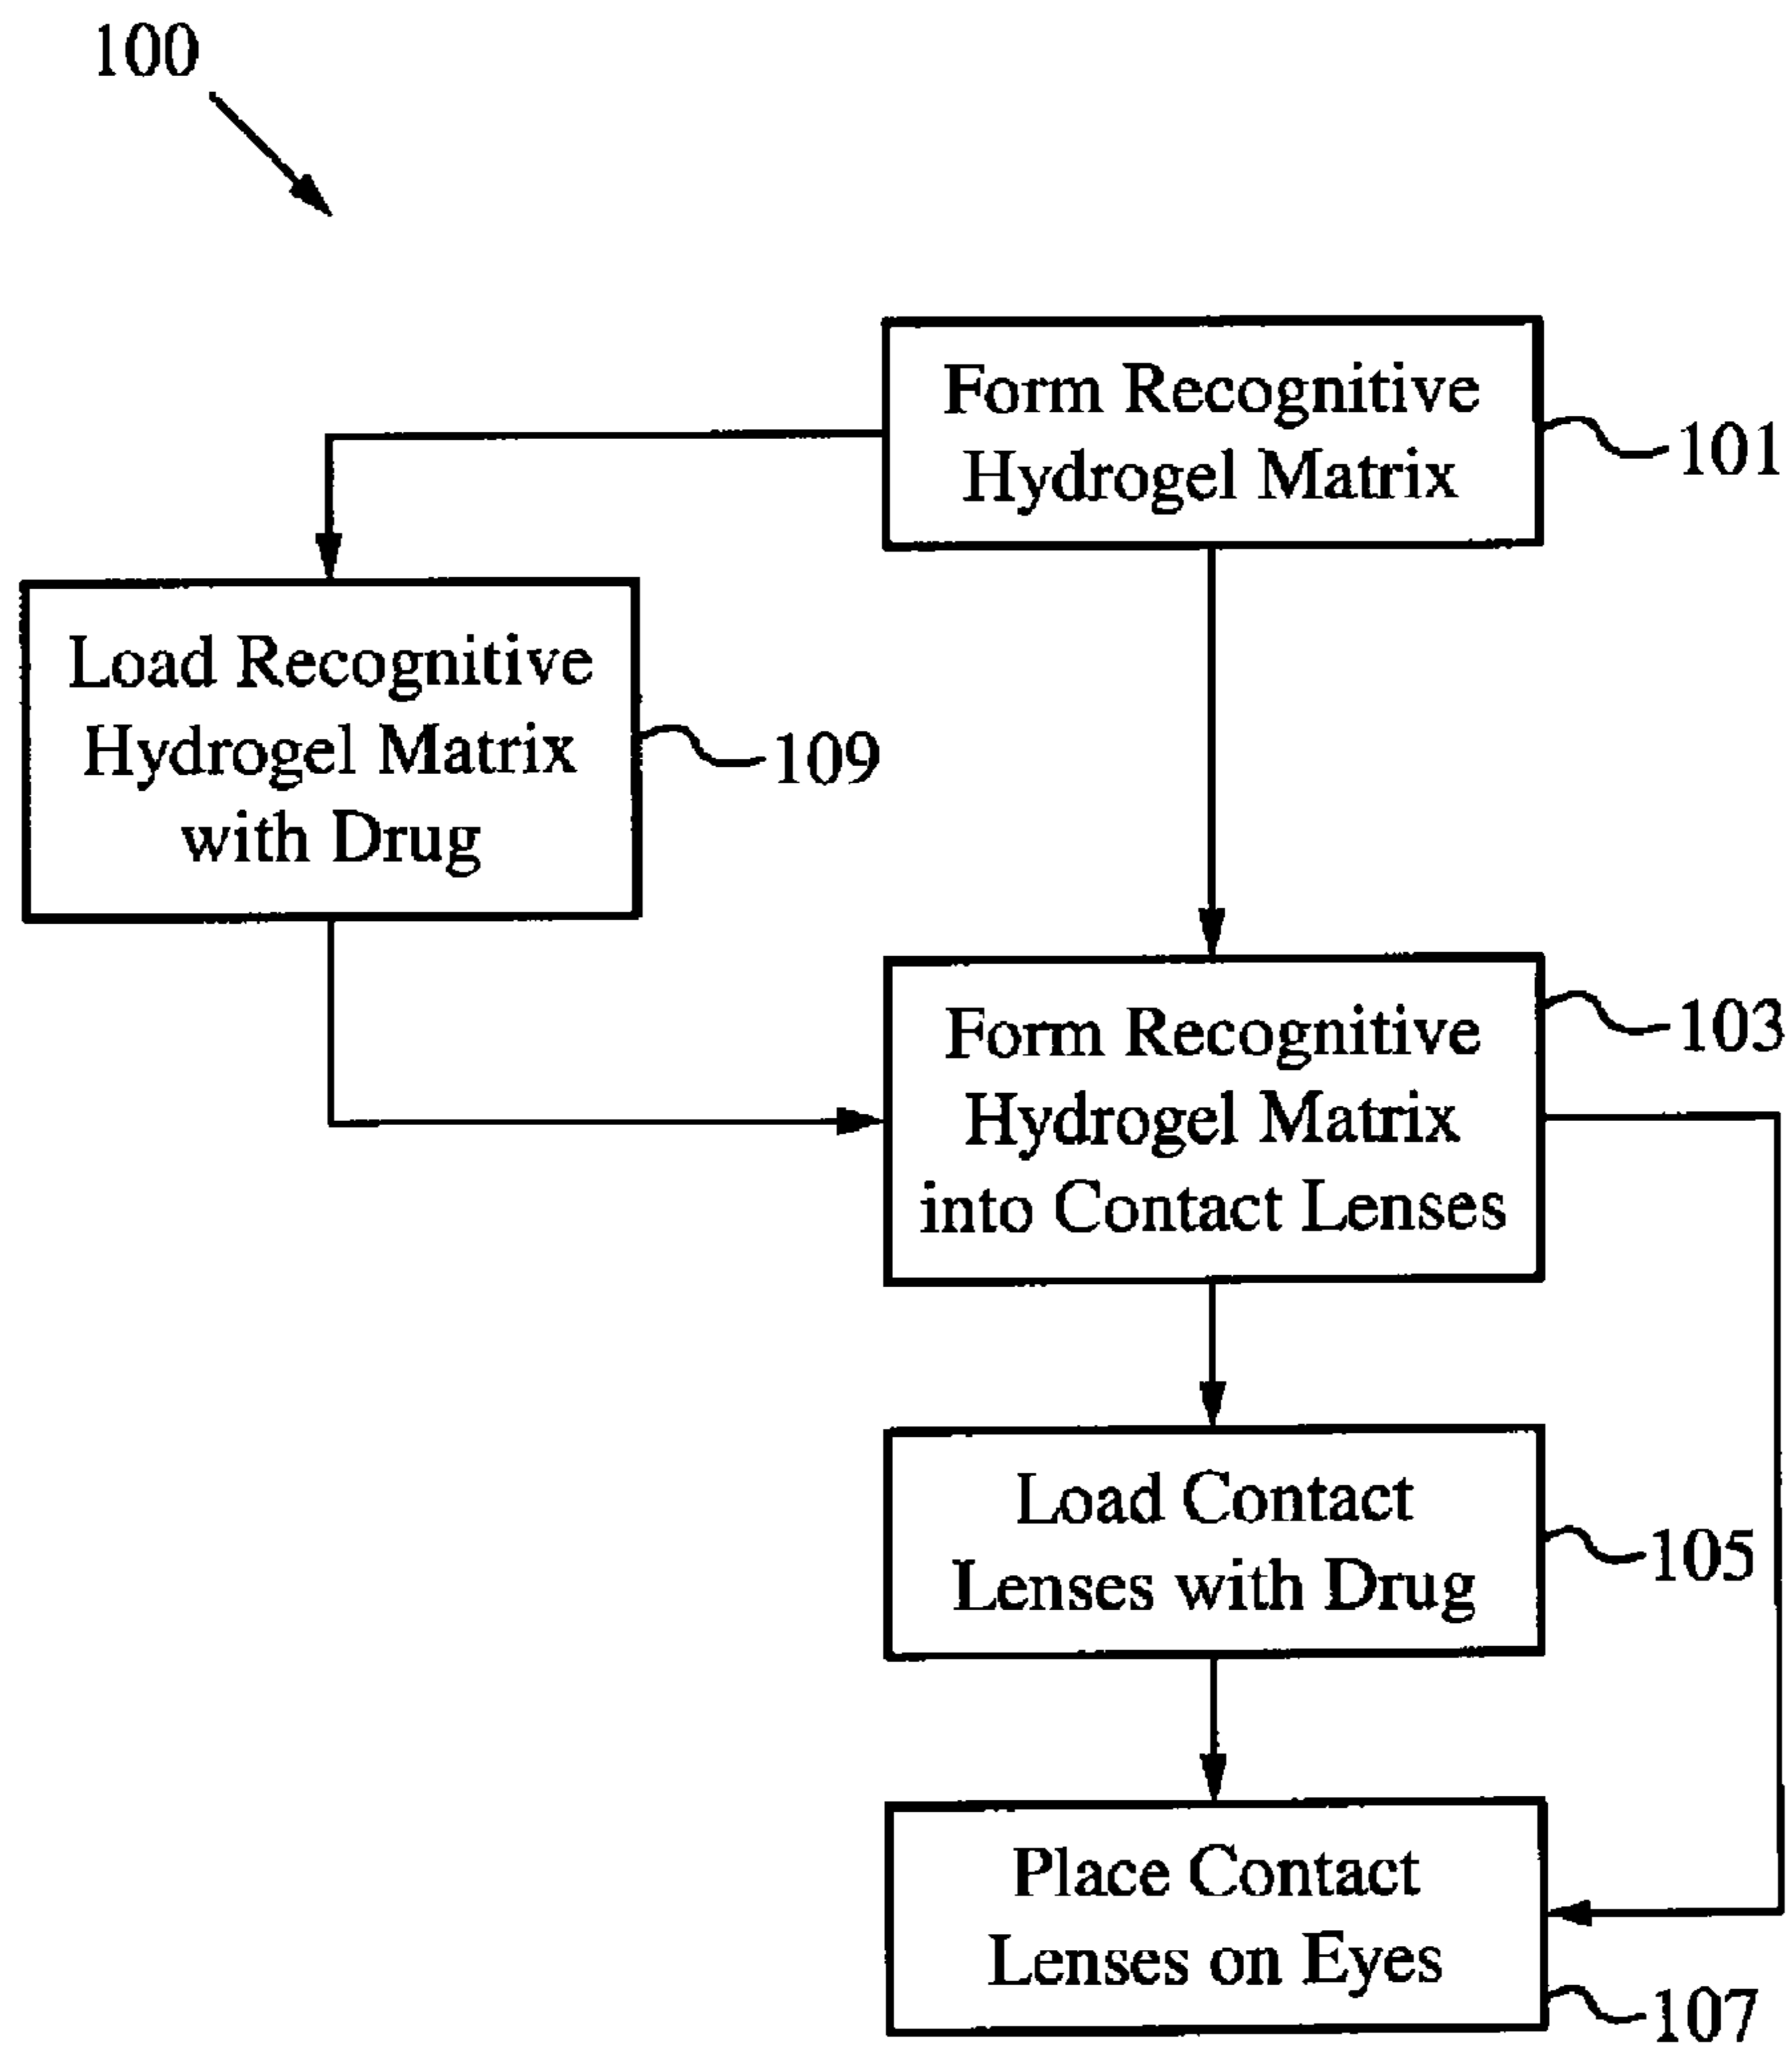 100
Form Recognitive
Hydrogel Matrix
101
Load Recognitive
Hydrogel Matrix
with Drug
109
Form Recognitive
Hydrogel Matrix
into Contact Lenses
103
Load Contact
Lenses with Drug
105
Place Contact
Lenses on Eyes
107